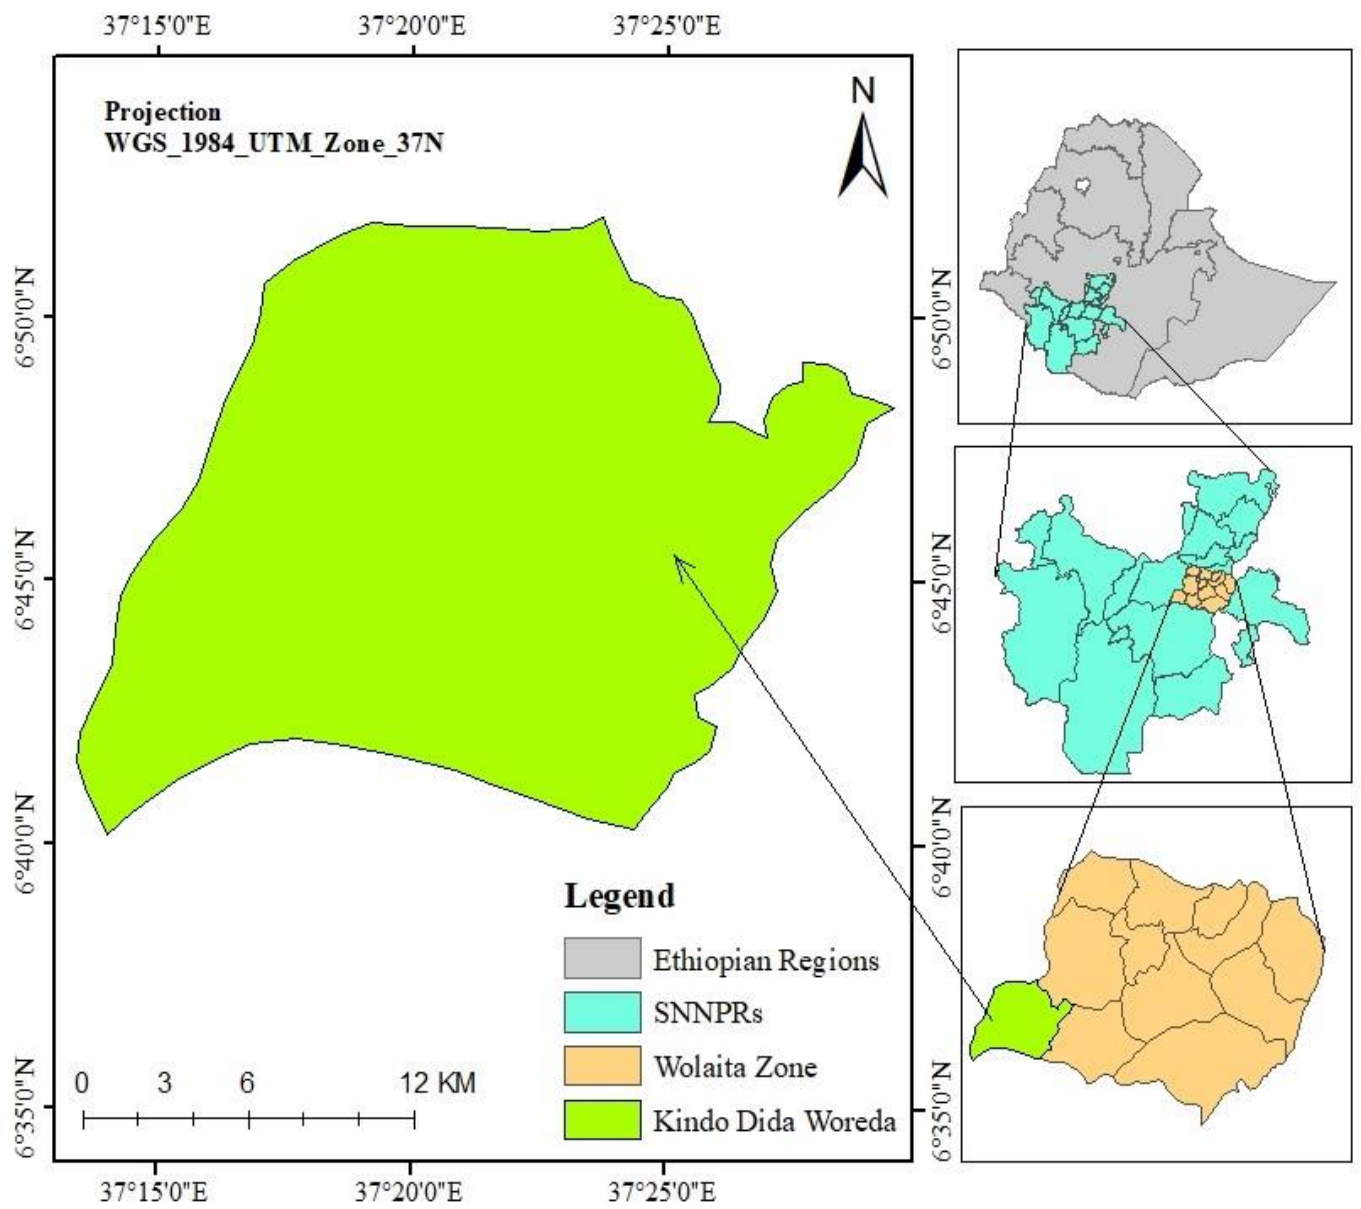 37°15'0"E 37°20'0"E 37°25'0"E
Projection
WGS_1984_UTM_Zone_37N
N
6°50'0"N
6°45'0"N
6°40'0"N
6°35'0"N
6°50'0"N
6°45'0"N
6°40'0"N
6°35'0"N
Legend
Ethiopian Regions
SNNPRs
Wolaita Zone
Kindo Dida Woreda
0 3 6 12 KM
37°15'0"E 37°20'0"E 37°25'0"E